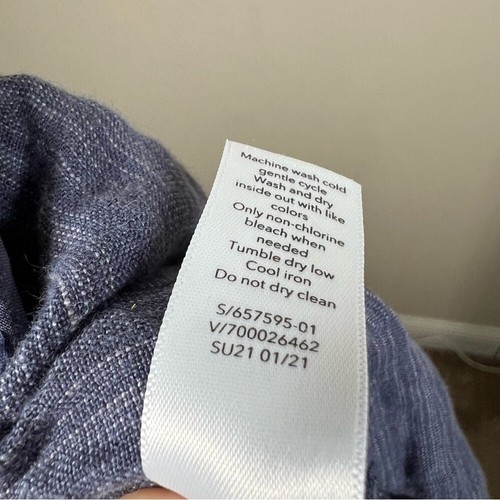 Machine wash cold
gentle cycle
Wash and dry
inside out with like
colors
Only non-chlorine
bleach when
needed
Tumble dry low
Cool iron
Do not dry clean
S/657595-01
V/700026462
SU21 01/21